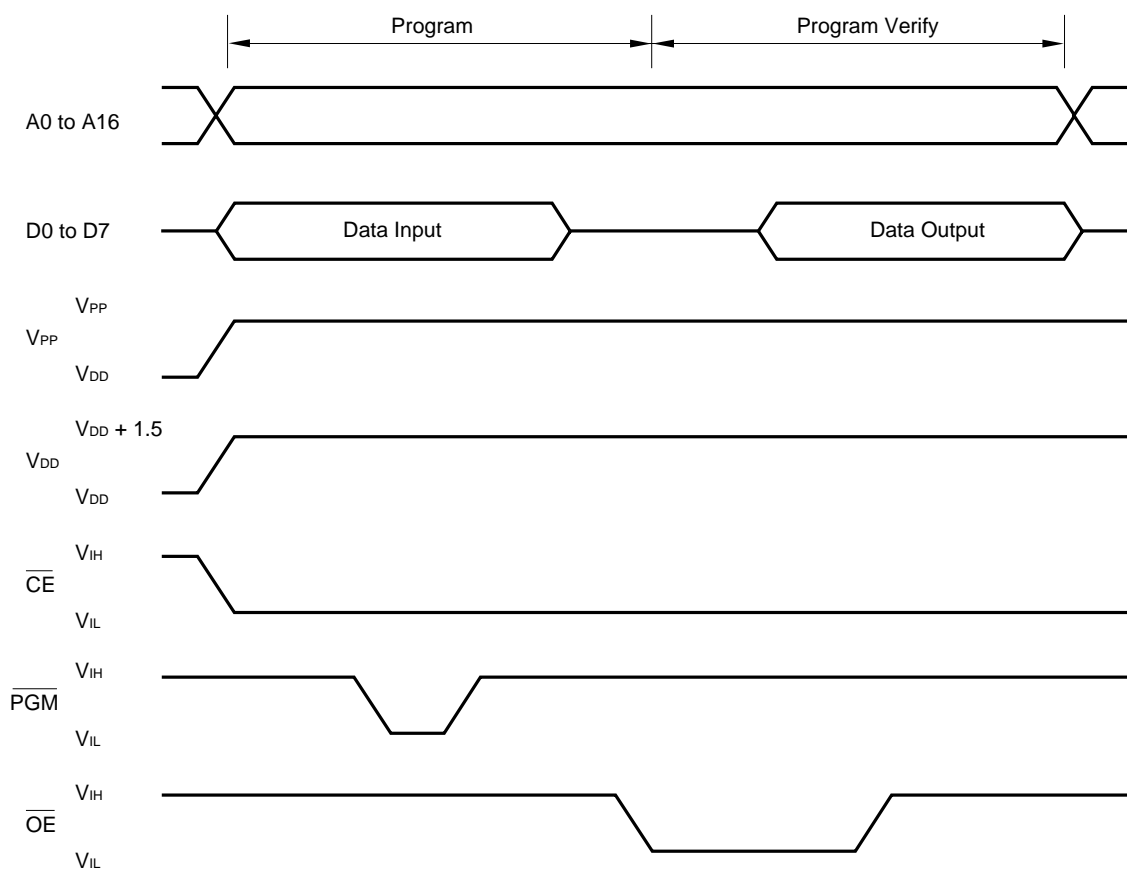 Program Program Verify
A0 to A16
D0 to D7 Data Input Data Output
VPP
VPP
VDD
VDD + 1.5
VDD
VDD
VIH
CE
VIL
VIH
PGM
VIL
VIH
OE
VIL